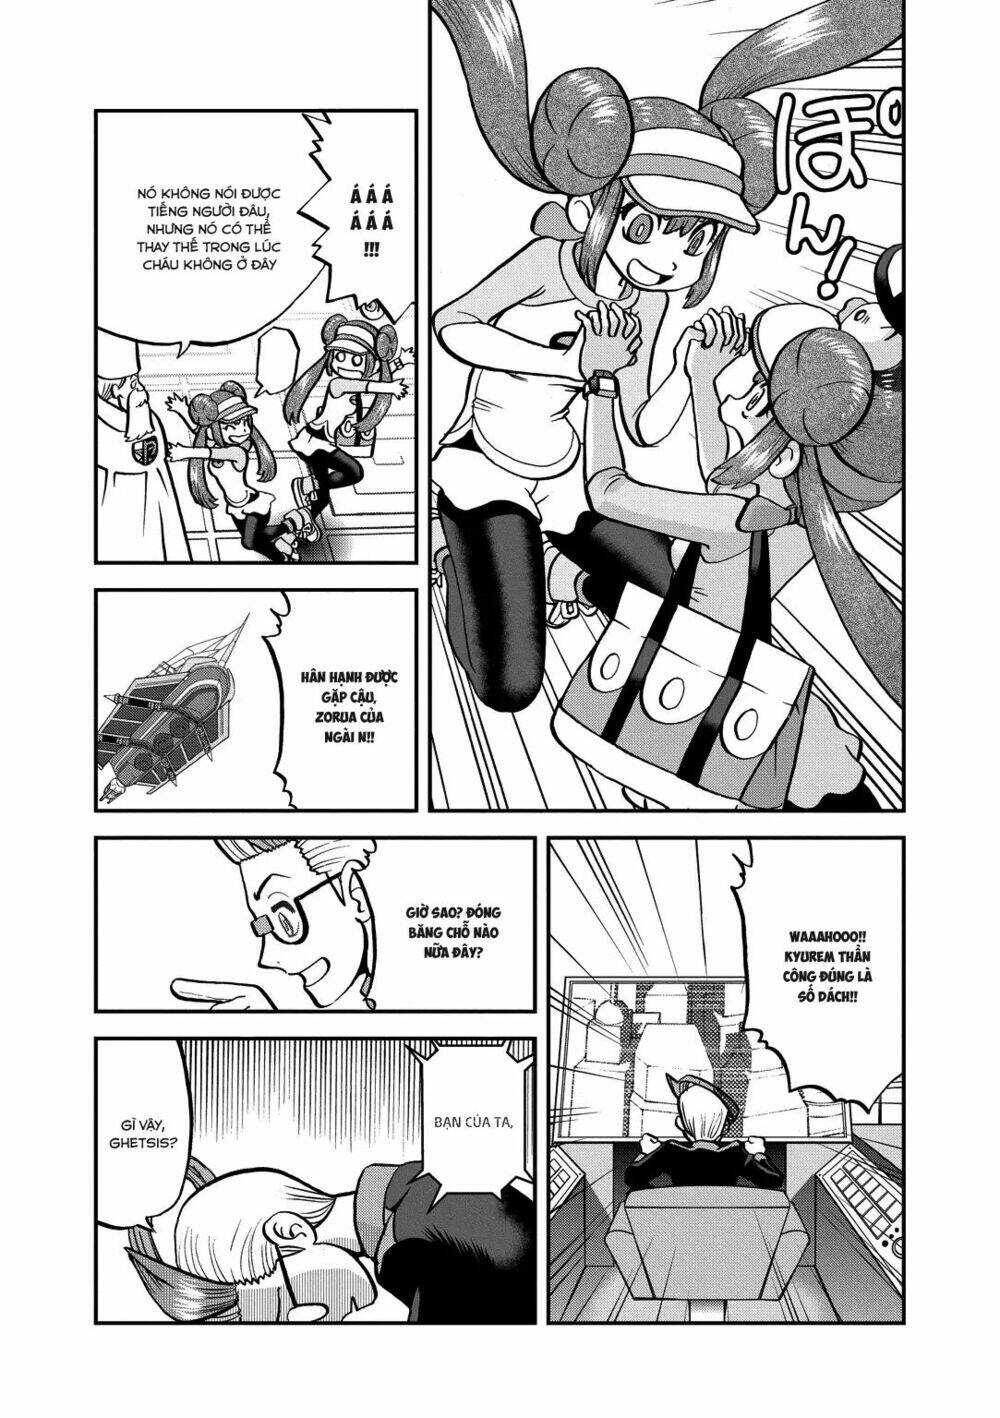 ぽん!
Á Á Á
Á Á Á
!!!
NÓ KHÔNG NÓI ĐƯỢC
TIẾNG NGƯỜI ĐÂU,
NHƯNG NÓ CÓ THỂ
THAY THẾ TRONG LÚC
CHÁU KHÔNG Ở ĐÂY
HÂN HẠNH ĐƯỢC
GẶP CẬU,
ZORUA CỦA
NGÀI N!!
WAAAHOOO!!
KYUREM THẦN
CÔNG ĐÚNG LÀ
SỐ DÁCH!!
GIỜ SAO? ĐÓNG
BĂNG CHỖ NÀO
NỮA ĐÂY?
BẠN CỦA TA,
GÌ VẬY,
GHETSIS?